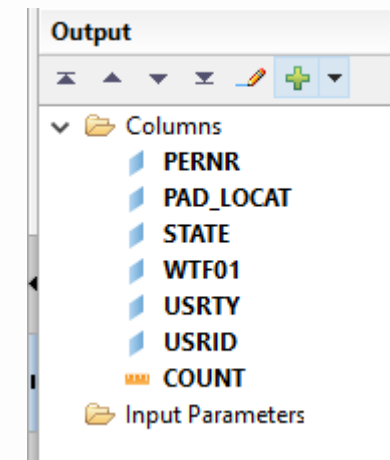 Output
Columns
PERNR
PAD_LOCAT
STATE
WTF01
USRTY
USRID
COUNT
Input Parameters